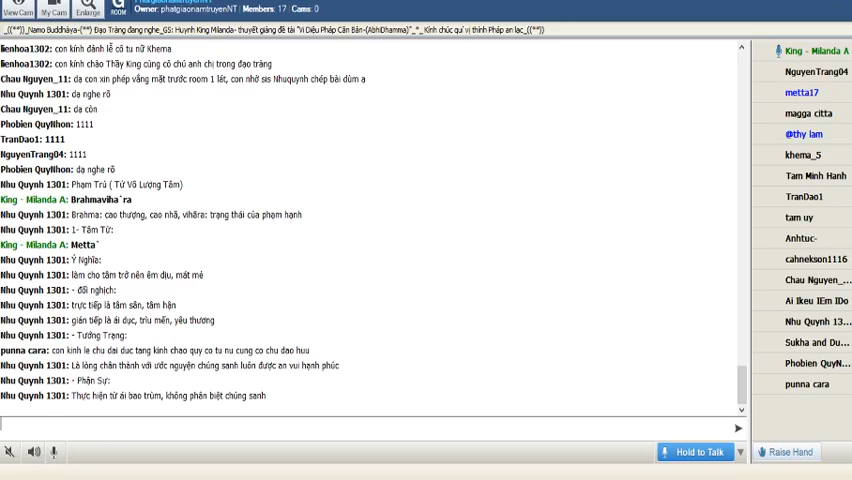 View Cam
My Cam
Enlarge
G
ROOM
phatgiaonamtruyenNT
Owner: phatgiaonamtruyenNT | Members: 17 Cams: 0
_((**))_Namo Buddhàya-(**) Đạo Tràng đang nghe_GS: Huynh King Milanda- thuyết giảng đề tài "Vi Diệu Pháp Căn Bản-(AbhiDhamma)"_*_ Kính chúc quí vị thính Pháp an lạc_((**))
lienhoa1302: con kính đảnh lễ cô tu nữ Khema
lienhoa1302: con kính chào Thầy King cùng cô chú anh chị trong đạo tràng
Chau Nguyen_11: dạ con xin phép vắng mặt trước room 1 lát, con nhờ sis Nhuquynh chép bài dùm ạ
Nhu Quynh 1301: dạ nghe rõ
Chau Nguyen_11: dạ còn
Phobien QuyNhon: 1111
TranDao1: 1111
NguyenTrang04: 1111
Phobien QuyNhon: dạ nghe rõ
Nhu Quynh 1301: Phạm Trú ( Tứ Vô Lượng Tâm)
King - Milanda A: Brahmaviha`ra
Nhu Quynh 1301: Brahma: cao thượng, cao nhã, vihāra: trạng thái của phạm hạnh
Nhu Quynh 1301: 1- Tâm Từ:
King - Milanda A: Metta`
Nhu Quynh 1301: Ý Nghĩa:
Nhu Quynh 1301: làm cho tâm trở nên êm dịu, mát mẻ
Nhu Quynh 1301: - đối nghịch:
Nhu Quynh 1301: trực tiếp là tâm sân, tâm hận
Nhu Quynh 1301: gián tiếp là ái dục, trìu mến, yêu thương
Nhu Quynh 1301: - Tướng Trạng:
punna cara: con kinh le chu dai duc tang kinh chao quy co tu nu cung co chu dao huu
Nhu Quynh 1301: Là lòng chân thành với ước nguyện chúng sanh luôn được an vui hạnh phúc
Nhu Quynh 1301: - Phận Sự:
Nhu Quynh 1301: Thực hiện từ ái bao trùm, không phân biệt chúng sanh
Hold to Talk
King - Milanda A
NguyenTrang04
metta17
magga citta
@thy lam
khema_5
Tam Minh Hanh
TranDao1
tam uy
Anhtuc-
cahnekson1116
Chau Nguyen_...
Ai Ikeu IEm IDo
Nhu Quynh 13...
Sukha and Du...
Phobien QuyN...
punna cara
Raise Hand